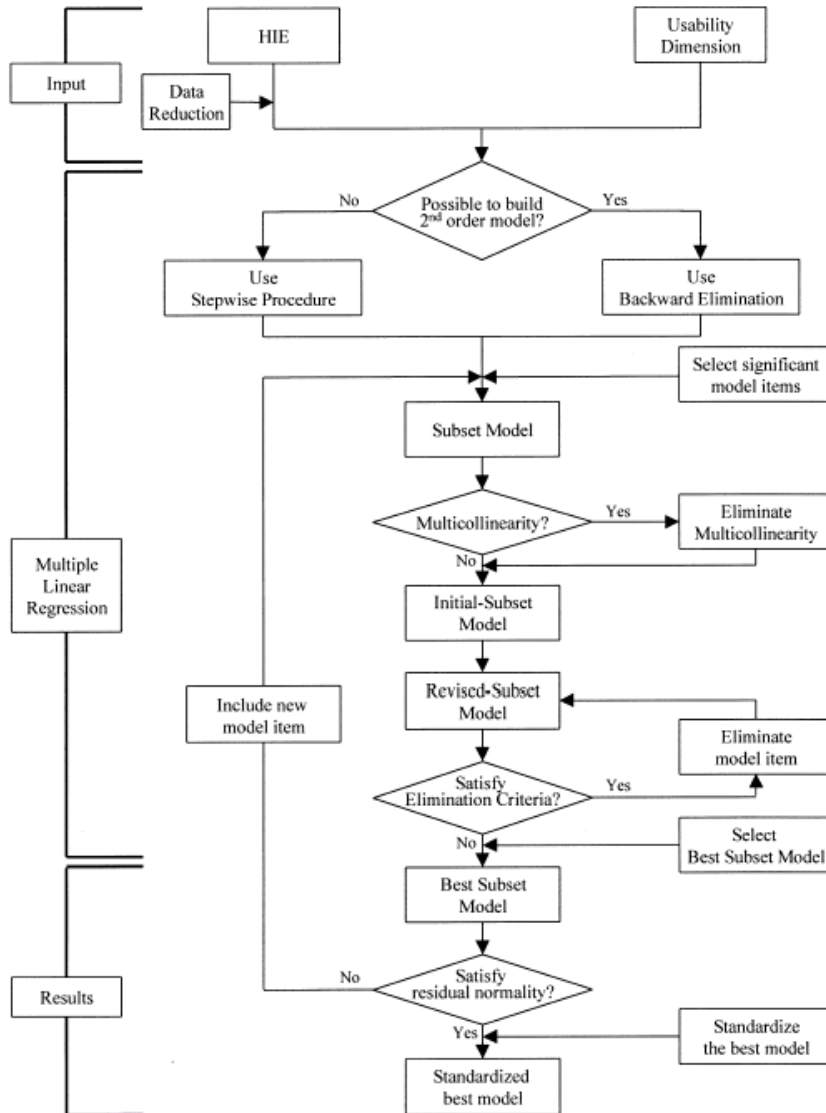 HIE
Usability
Dimension
Input
Data
Reduction
No
Possible to build
2nd order model?
Yes
Use
Stepwise Procedure
Use
Backward Elimination
Select significant
model items
Subset Model
Multicollinearity?
Yes
Eliminate
Multicollinearity
No
Multiple
Linear
Regression
Initial-Subset
Model
Include new
model item
Revised-Subset
Model
Eliminate
model item
Satisfy
Elimination Criteria?
Yes
No
Select
Best Subset Model
Best Subset
Model
Results
No
Satisfy
residual normality?
Yes
Standardize
the best model
Standardized
best model